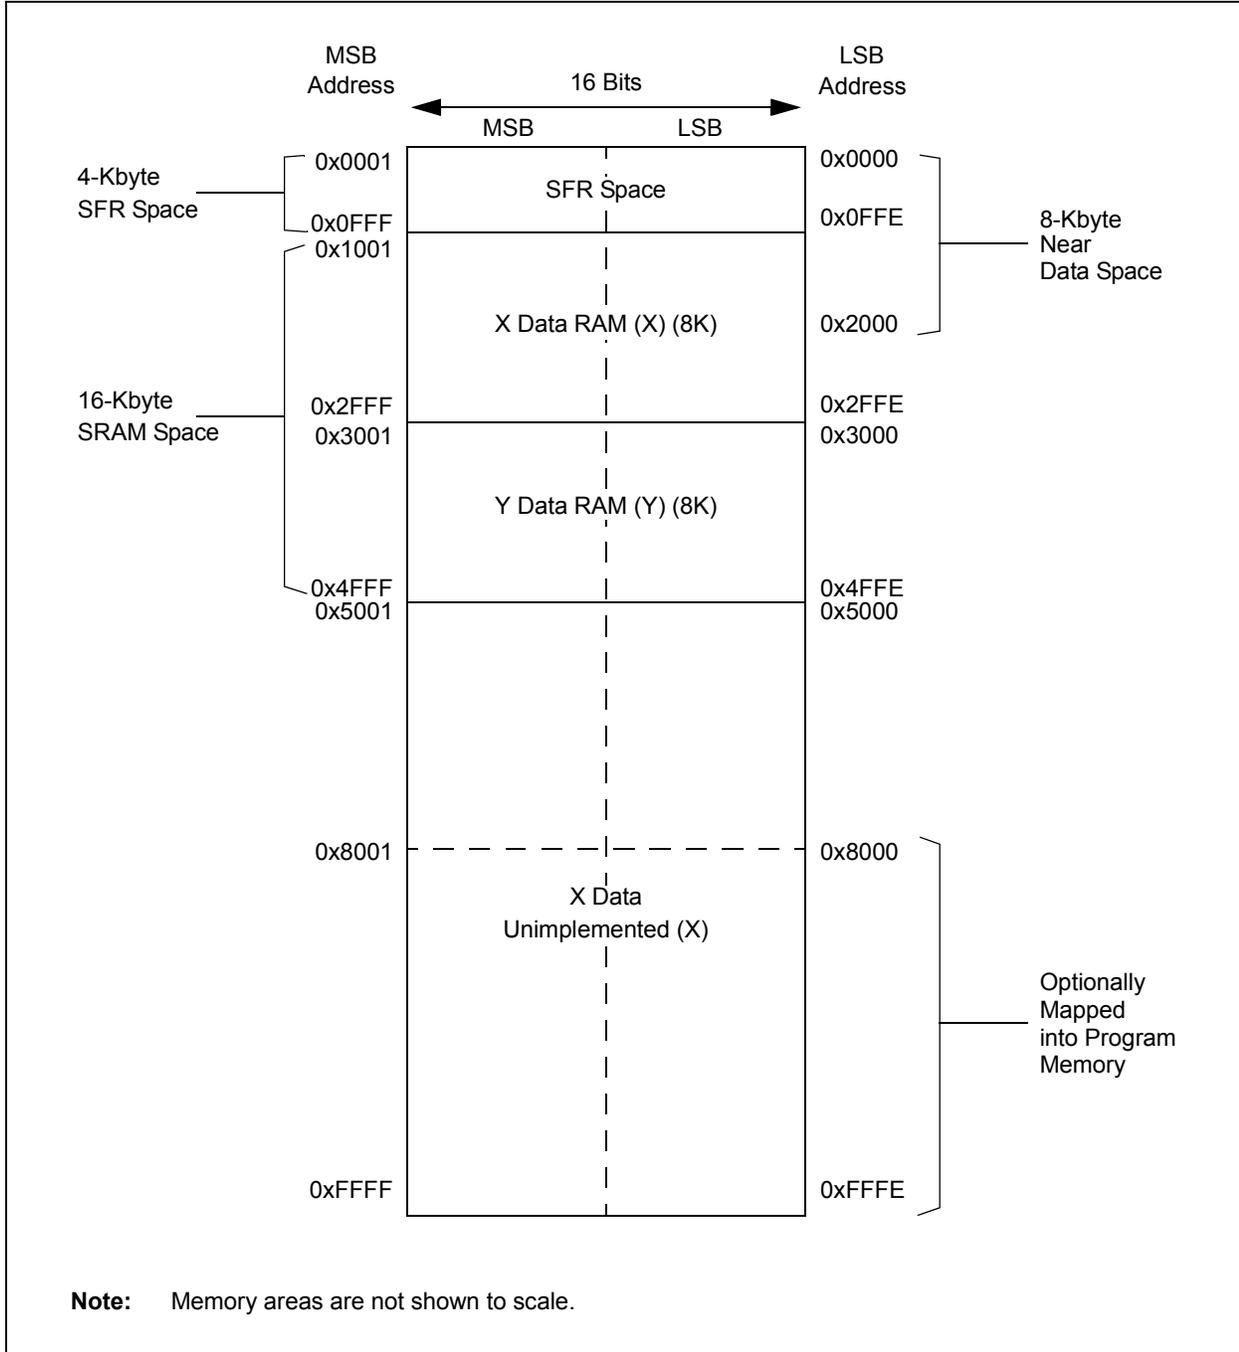 MSB
Address
LSB
Address
16 Bits
MSB
LSB
4-Kbyte
SFR Space
0x0001
0x0FFF
SFR Space
0x0000
0x0FFE
8-Kbyte
Near
Data Space
0x1001
X Data RAM (X) (8K)
0x2000
16-Kbyte
SRAM Space
0x2FFF
0x2FFE
0x3001
0x3000
Y Data RAM (Y) (8K)
0x4FFF
0x4FFE
0x5001
0x5000
0x8001
0x8000
X Data
Unimplemented (X)
Optionally
Mapped
into Program
Memory
0xFFFF
0xFFFE
Note: Memory areas are not shown to scale.